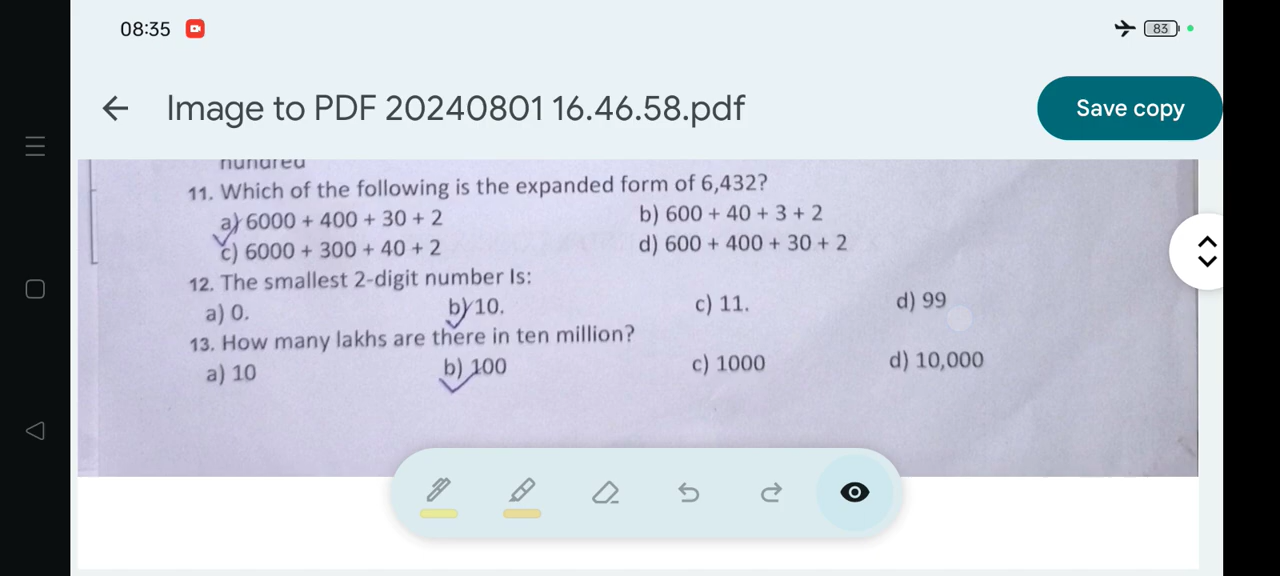 08:35
83
Image to PDF 20240801 16.46.58.pdf
Save copy
hundred
11. Which of the following is the expanded form of 6,432?
a) 6000 + 400 + 30 + 2 b) 600 + 40 + 3 + 2
c) 6000 + 300 + 40 + 2 d) 600 + 400 + 30 + 2
12. The smallest 2-digit number Is:
a) 0. b) 10. c) 11. d) 99
13. How many lakhs are there in ten million?
a) 10 b) 100 c) 1000 d) 10,000